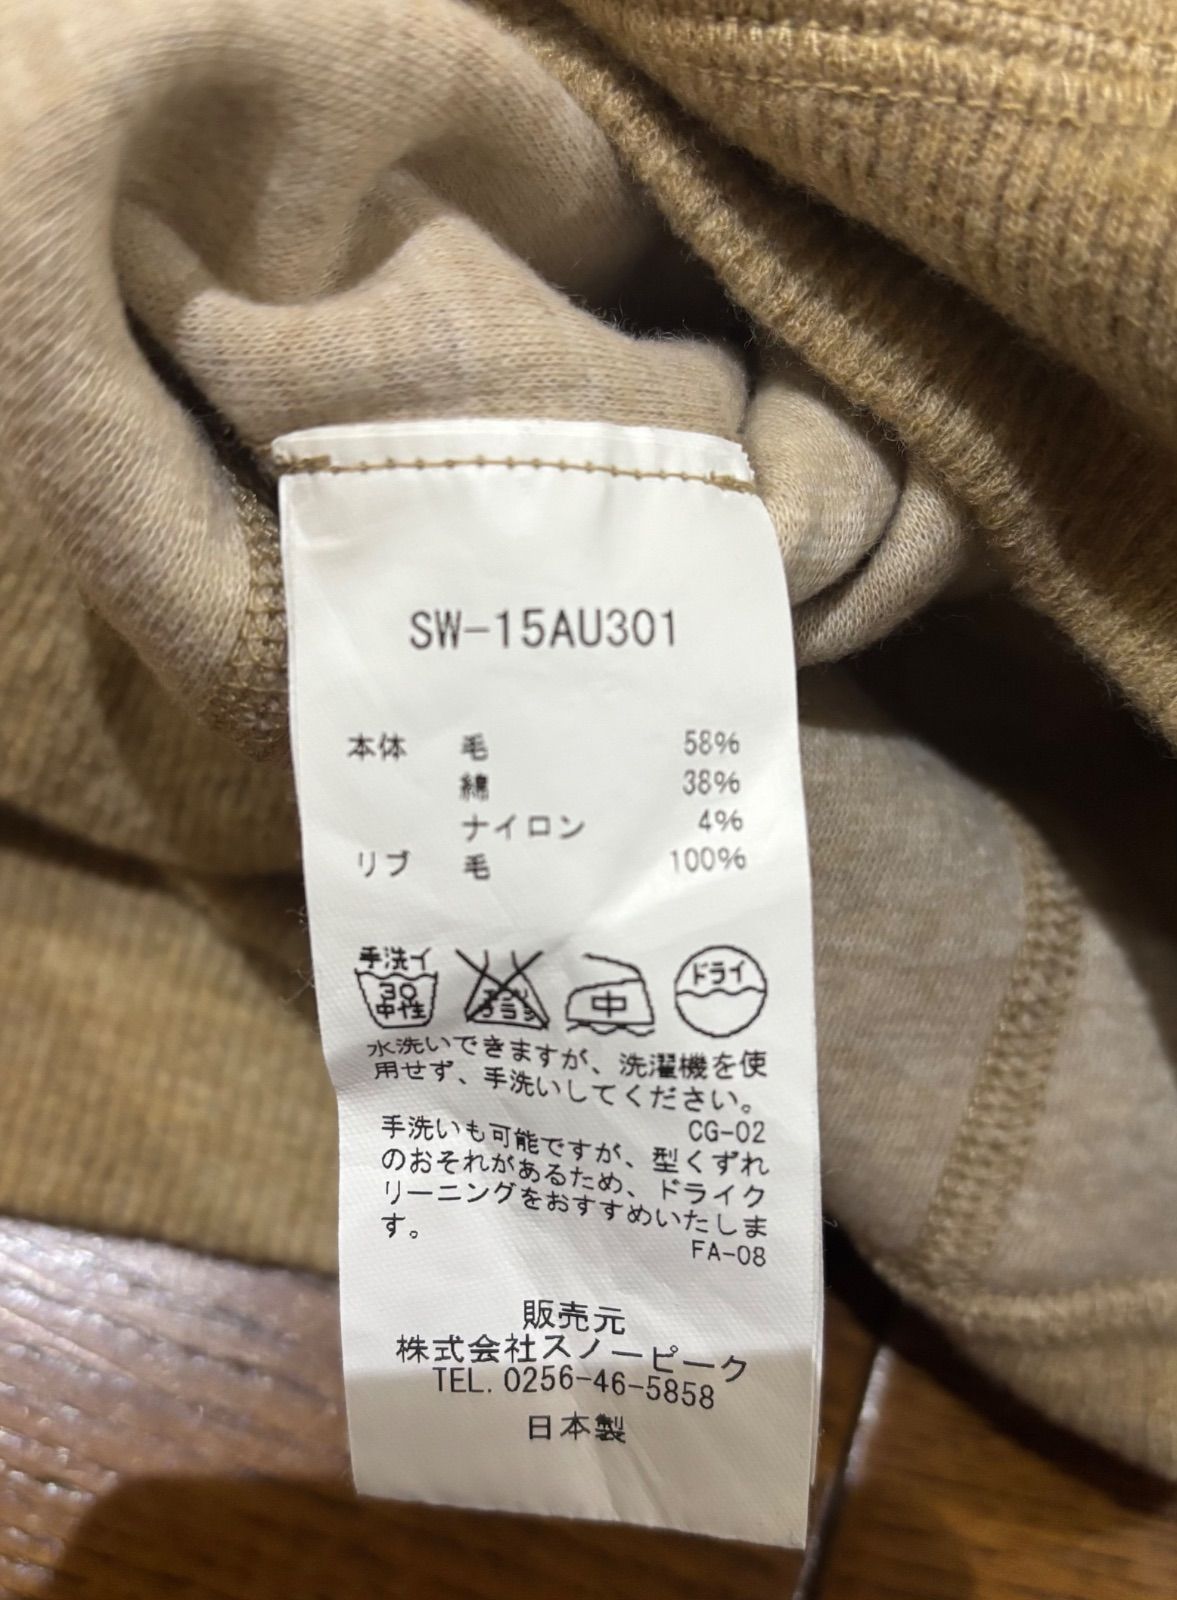 SW-15AU301
本体 毛 58%
綿 38%
ナイロン 4%
リブ 毛 100%
手洗イ
30
中性
エンソ
サラシ
中
ドライ
水洗いできますが、洗濯機を使
用せず、手洗いしてください。
CG-02
手洗いも可能ですが、型くずれ
のおそれがあるため、ドライク
リーニングをおすすめいたしま
す。
FA-08
販売元
株式会社スノーピーク
TEL. 0256-46-5858
日本製